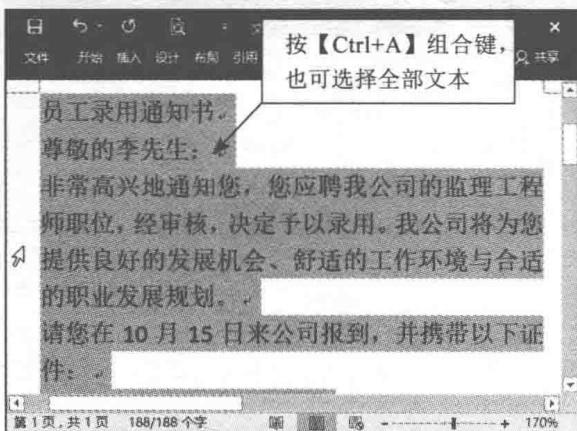 按【Ctrl+A】组合键，
也可选择全部文本
文件 开始 插入 设计 布局 引用 共享
员工录用通知书
尊敬的李先生：
非常高兴地通知您，您应聘我公司的监理工程
师职位，经审核，决定予以录用。我公司将为您
提供良好的发展机会、舒适的工作环境与合适
的职业发展规划。
请您在 10 月 15 日来公司报到，并携带以下证
件：
第1页，共1页 188/188 个字 170%